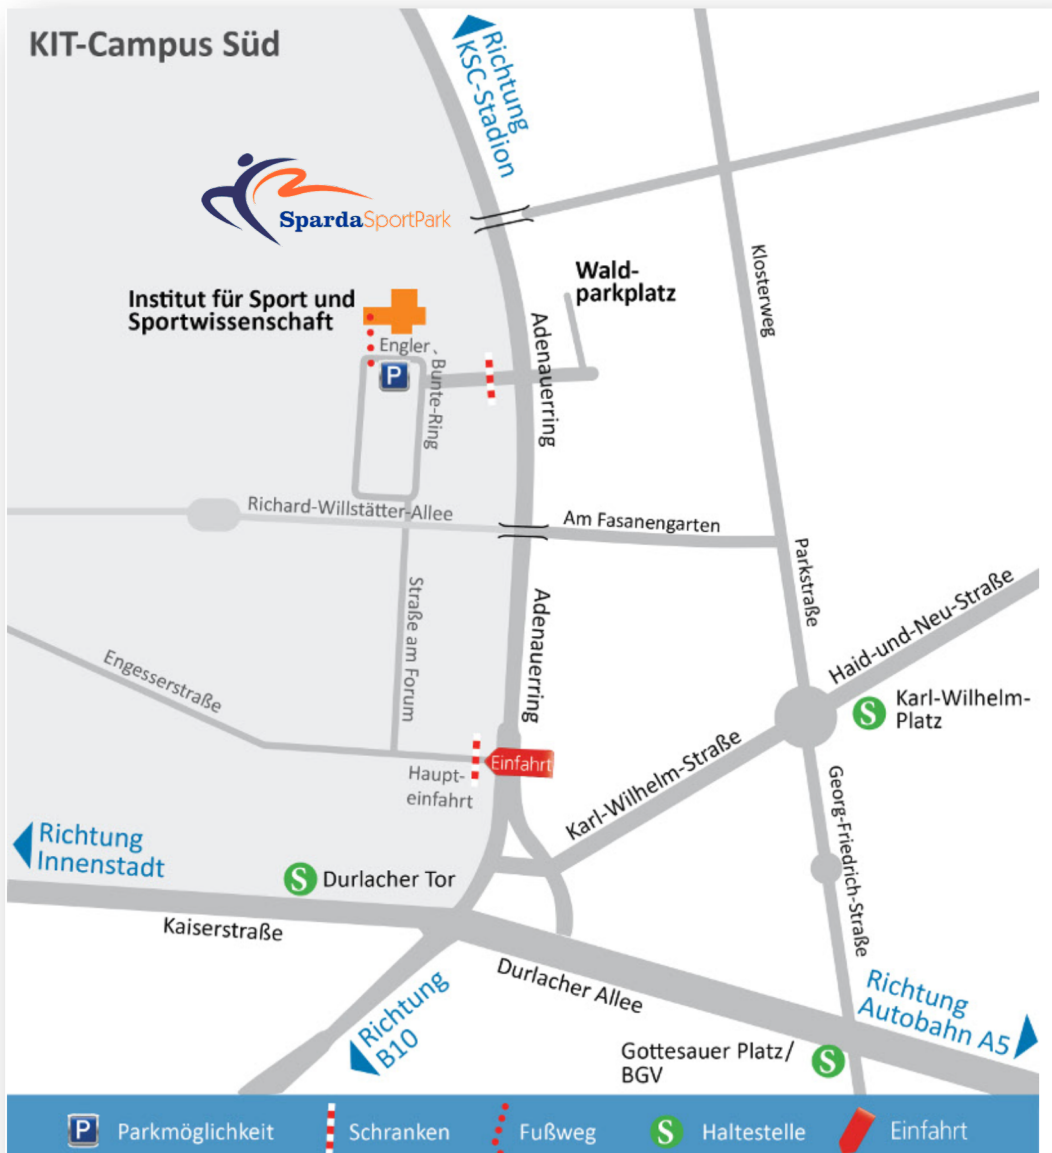 KIT-Campus Süd
Richtung
KSC-Stadion
SpardaSportPark
Wald-
parkplatz
Klosterweg
Institut für Sport und
Sportwissenschaft
Adenauerring
Engler-
Bunte-Ring
P
Richard-Willstätter-Allee
Am Fasanengarten
Parkstraße
Haid-und-Neu-Straße
Straße am Forum
Adenauerring
Engesserstraße
S Karl-Wilhelm-
Platz
Einfahrt
Haupt-
einfahrt
Karl-Wilhelm-Straße
Georg-Friedrich-Straße
Richtung
Innenstadt
S Durlacher Tor
Kaiserstraße
Durlacher Allee
Richtung
B10
Richtung
Autobahn A5
Gottesauer Platz/
BGV
S
P Parkmöglichkeit
Schranken
Fußweg
S Haltestelle
Einfahrt